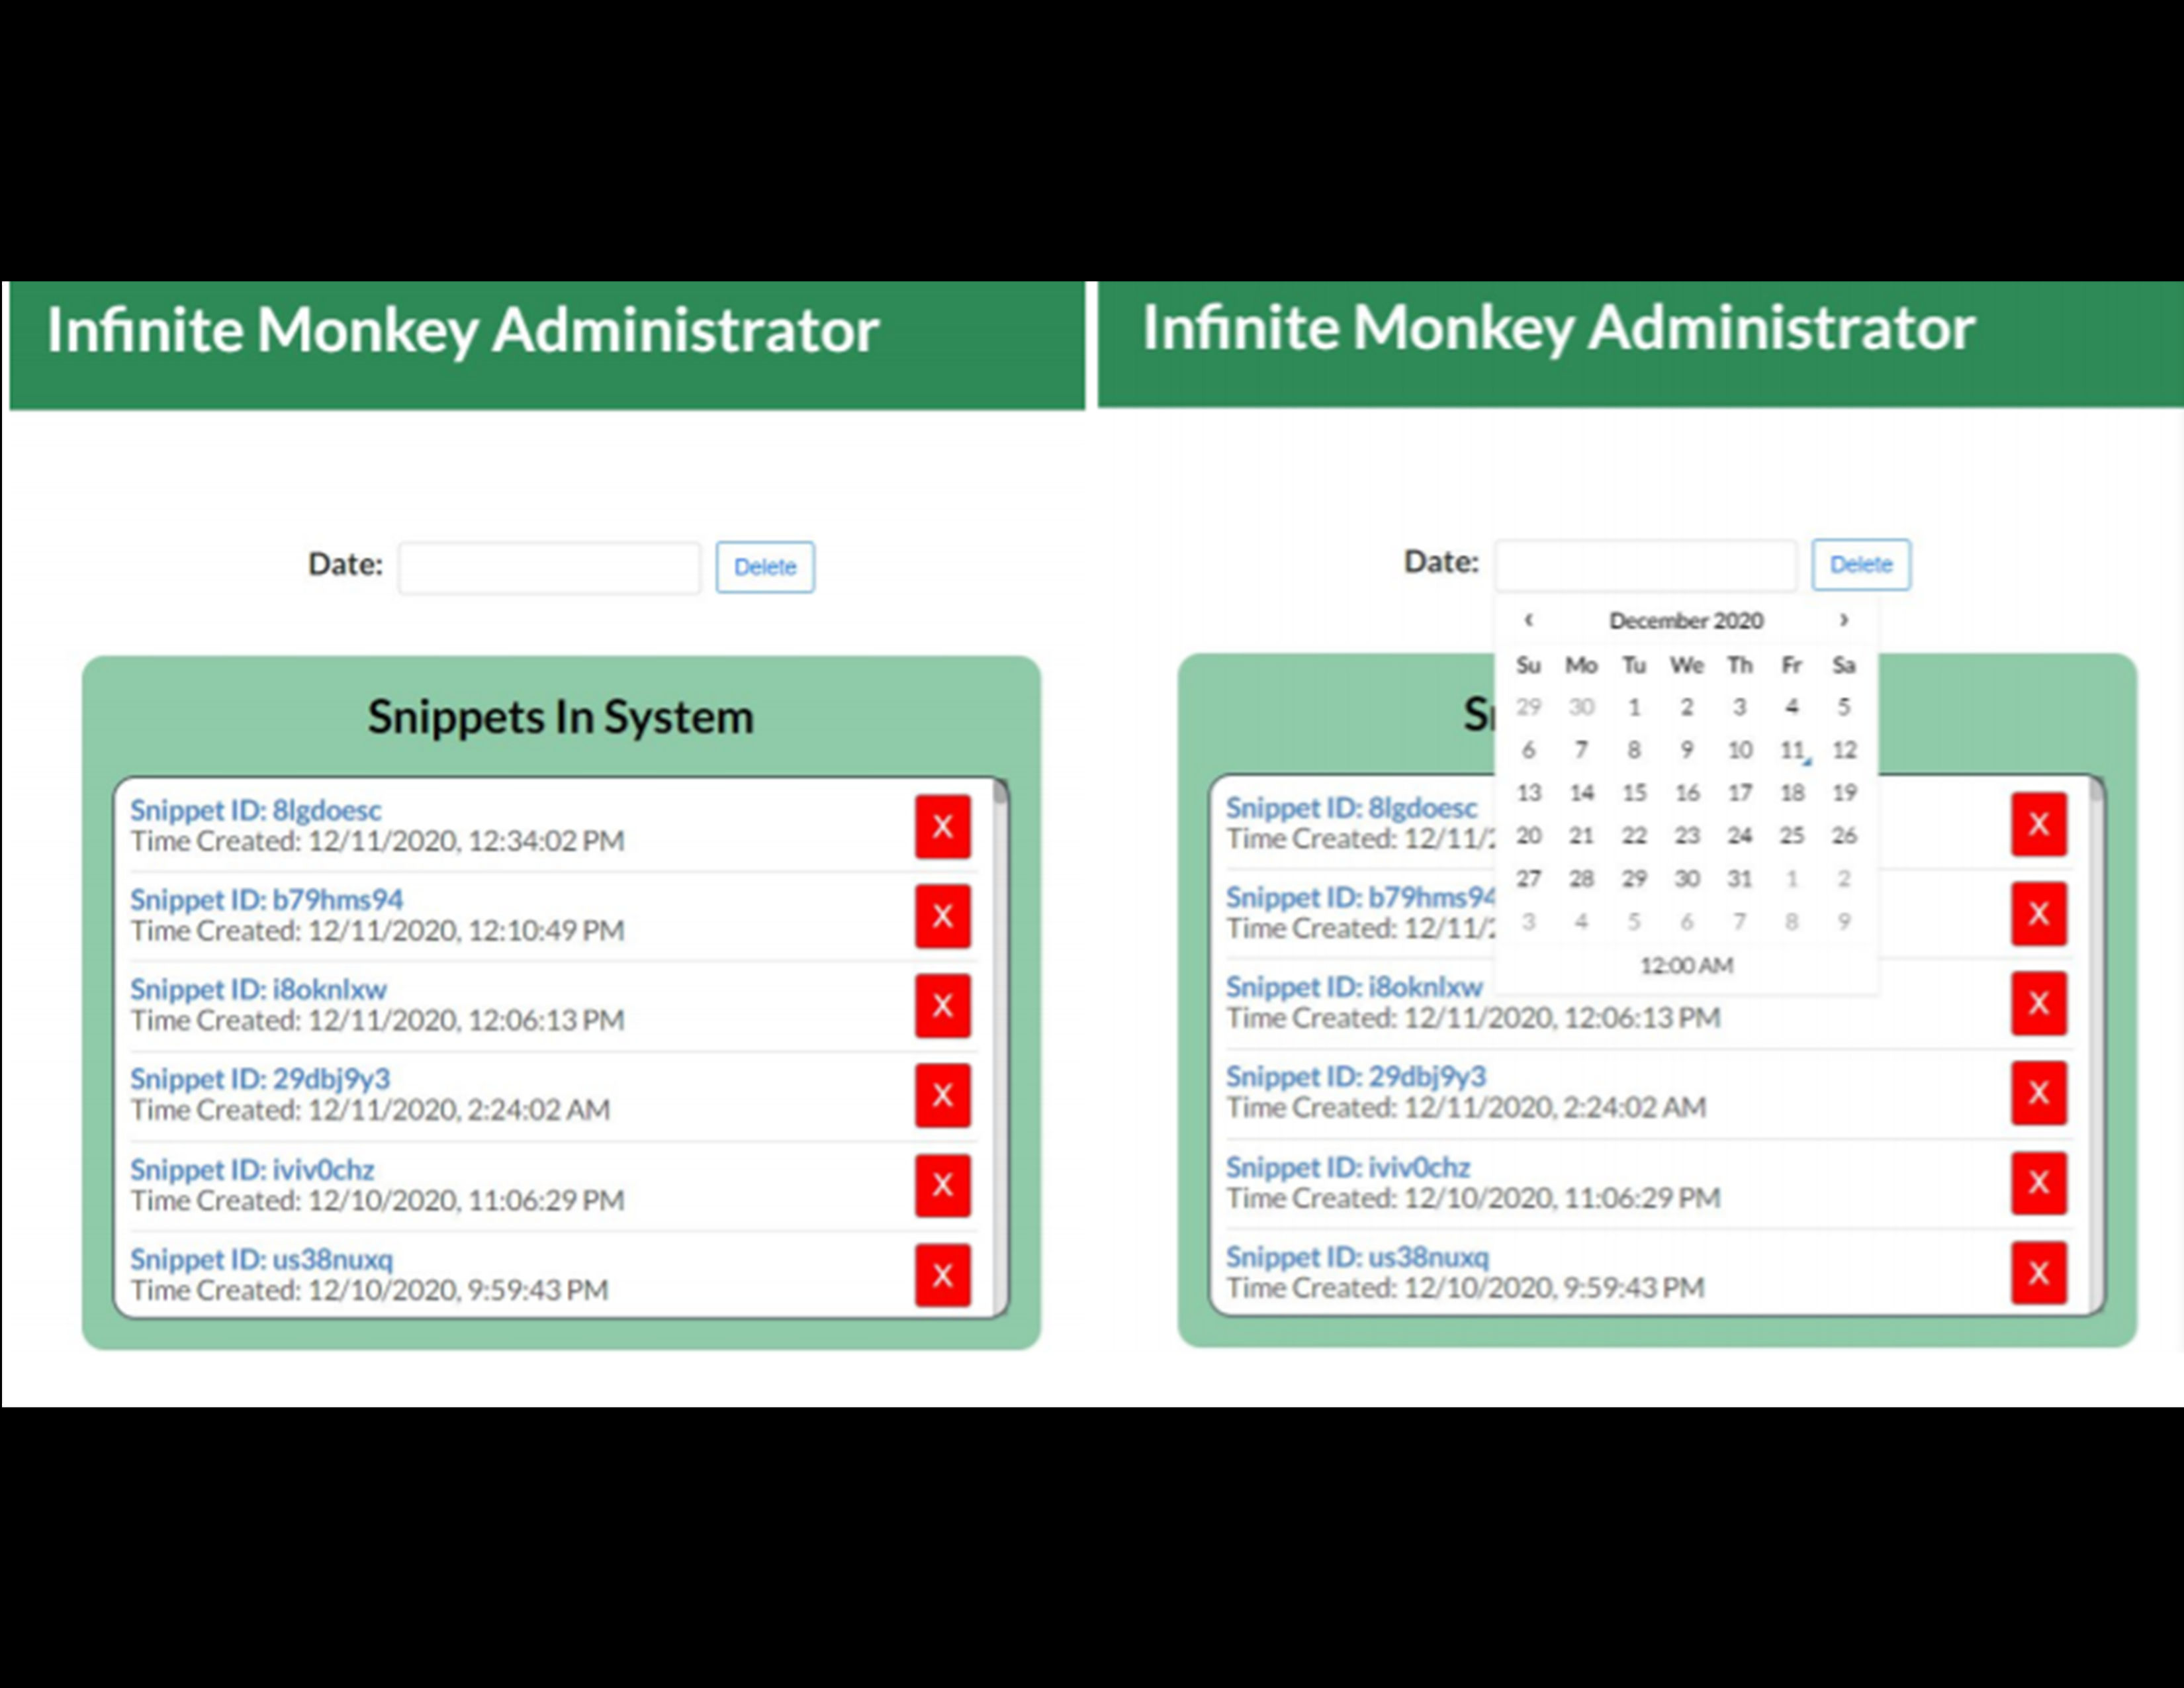 Infinite Monkey Administrator
Date:
Delete
Snippets In System
Snippet ID: 8lgdoesc
Time Created: 12/11/2020, 12:34:02 PM
X
Snippet ID: b79hms94
Time Created: 12/11/2020, 12:10:49 PM
X
Snippet ID: i8oknlxw
Time Created: 12/11/2020, 12:06:13 PM
X
Snippet ID: 29dbj9y3
Time Created: 12/11/2020, 2:24:02 AM
X
Snippet ID: iviv0chz
Time Created: 12/10/2020, 11:06:29 PM
X
Snippet ID: us38nuxq
Time Created: 12/10/2020, 9:59:43 PM
X
Infinite Monkey Administrator
Date:
Delete
‹ December 2020 ›
Su Mo Tu We Th Fr Sa
29 30 1 2 3 4 5
6 7 8 9 10 11 12
13 14 15 16 17 18 19
20 21 22 23 24 25 26
27 28 29 30 31 1 2
3 4 5 6 7 8 9
12:00 AM
Snippet ID: 8lgdoesc
Time Created: 12/11/2
X
Snippet ID: b79hms94
Time Created: 12/11/2
X
Snippet ID: i8oknlxw
Time Created: 12/11/2020, 12:06:13 PM
X
Snippet ID: 29dbj9y3
Time Created: 12/11/2020, 2:24:02 AM
X
Snippet ID: iviv0chz
Time Created: 12/10/2020, 11:06:29 PM
X
Snippet ID: us38nuxq
Time Created: 12/10/2020, 9:59:43 PM
X